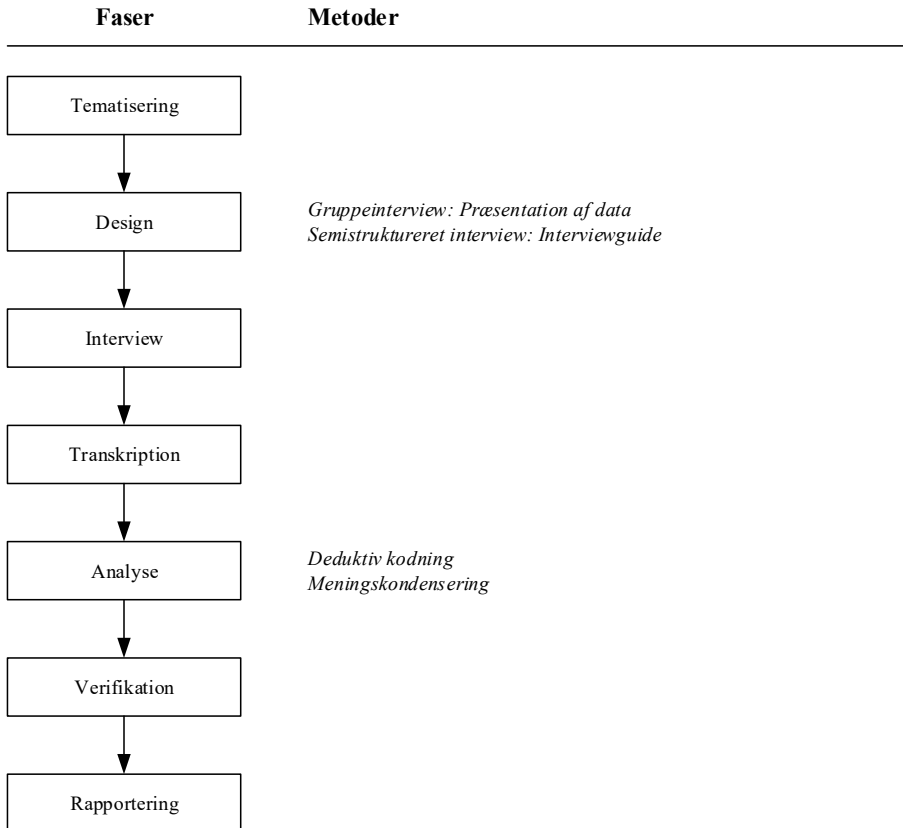 Faser Metoder
Tematisering
Design
Gruppeinterview: Præsentation af data
Semistruktureret interview: Interviewguide
Interview
Transkription
Analyse
Deduktiv kodning
Meningskondensering
Verifikation
Rapportering